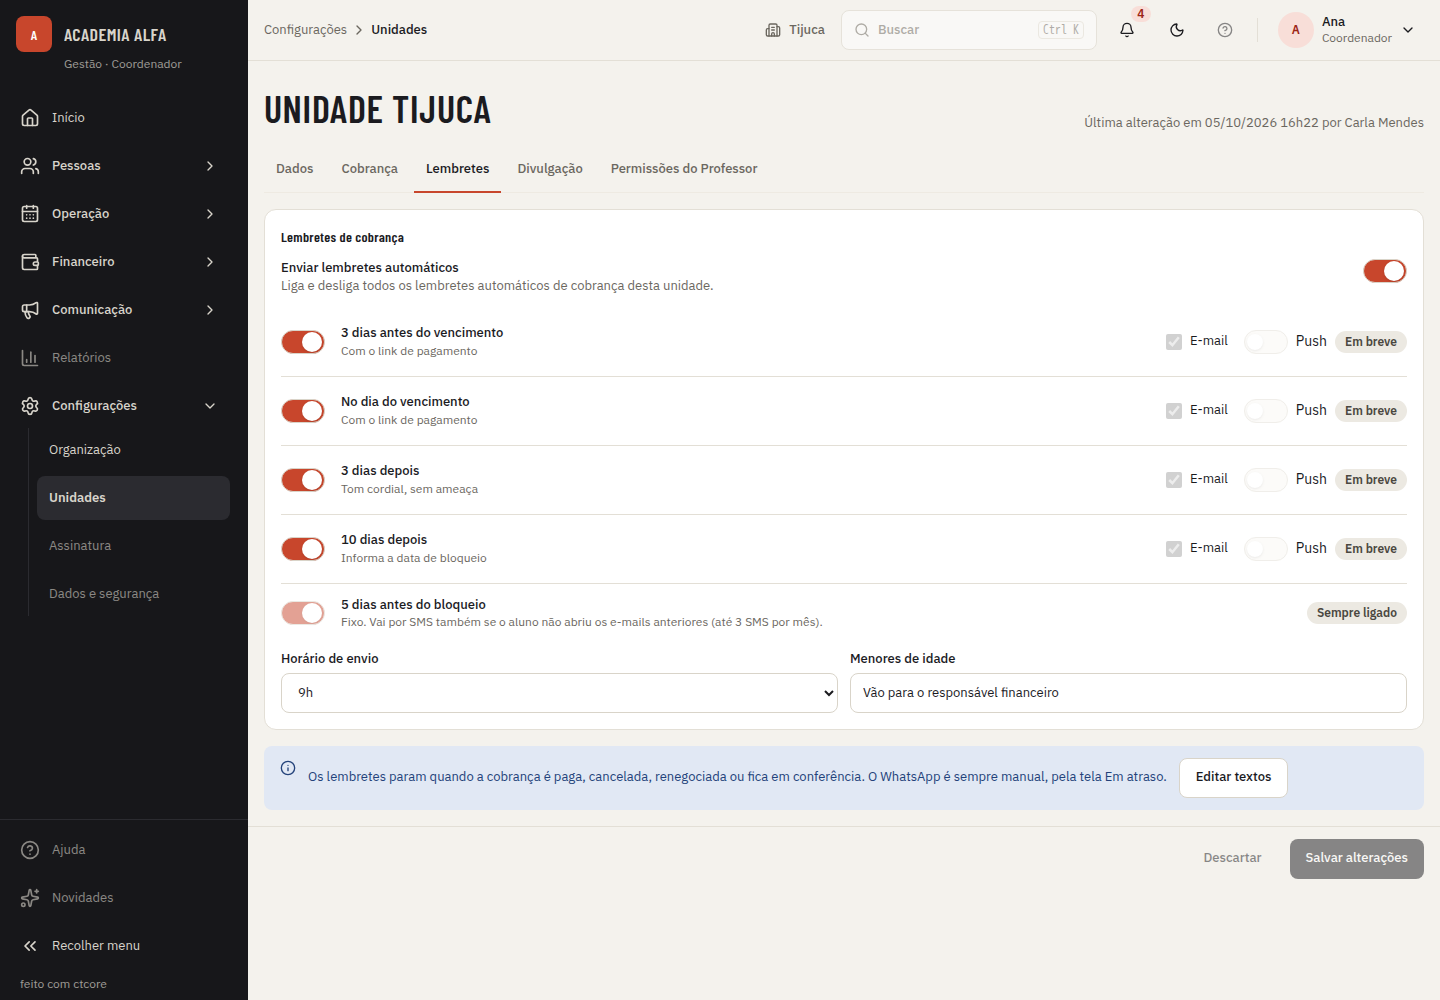 A
ACADEMIA ALFA
Gestão · Coordenador
Início
Pessoas
Operação
Financeiro
Comunicação
Relatórios
Configurações
Organização
Unidades
Assinatura
Dados e segurança
Ajuda
Novidades
Recolher menu
feito com ctcore
Configurações > Unidades
Tijuca
Buscar
Ctrl K
4
A
Ana
Coordenador
UNIDADE TIJUCA
Última alteração em 05/10/2026 16h22 por Carla Mendes
Dados Cobrança Lembretes Divulgação Permissões do Professor
Lembretes de cobrança
Enviar lembretes automáticos
Liga e desliga todos os lembretes automáticos de cobrança desta unidade.
3 dias antes do vencimento
Com o link de pagamento
E-mail Push Em breve
No dia do vencimento
Com o link de pagamento
E-mail Push Em breve
3 dias depois
Tom cordial, sem ameaça
E-mail Push Em breve
10 dias depois
Informa a data de bloqueio
E-mail Push Em breve
5 dias antes do bloqueio
Fixo. Vai por SMS também se o aluno não abriu os e-mails anteriores (até 3 SMS por mês).
Sempre ligado
Horário de envio
9h
Menores de idade
Vão para o responsável financeiro
Os lembretes param quando a cobrança é paga, cancelada, renegociada ou fica em conferência. O WhatsApp é sempre manual, pela tela Em atraso.
Editar textos
Descartar
Salvar alterações